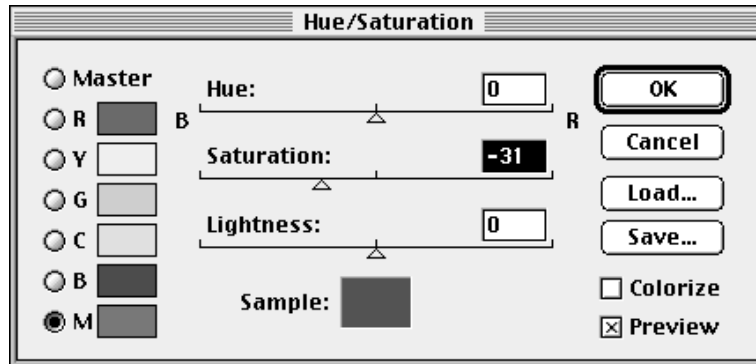 Hue/Saturation
Master
R
Y
G
C
B
M
Hue: 0
B R
Saturation: -31
Lightness: 0
Sample:
OK
Cancel
Load...
Save...
Colorize
Preview